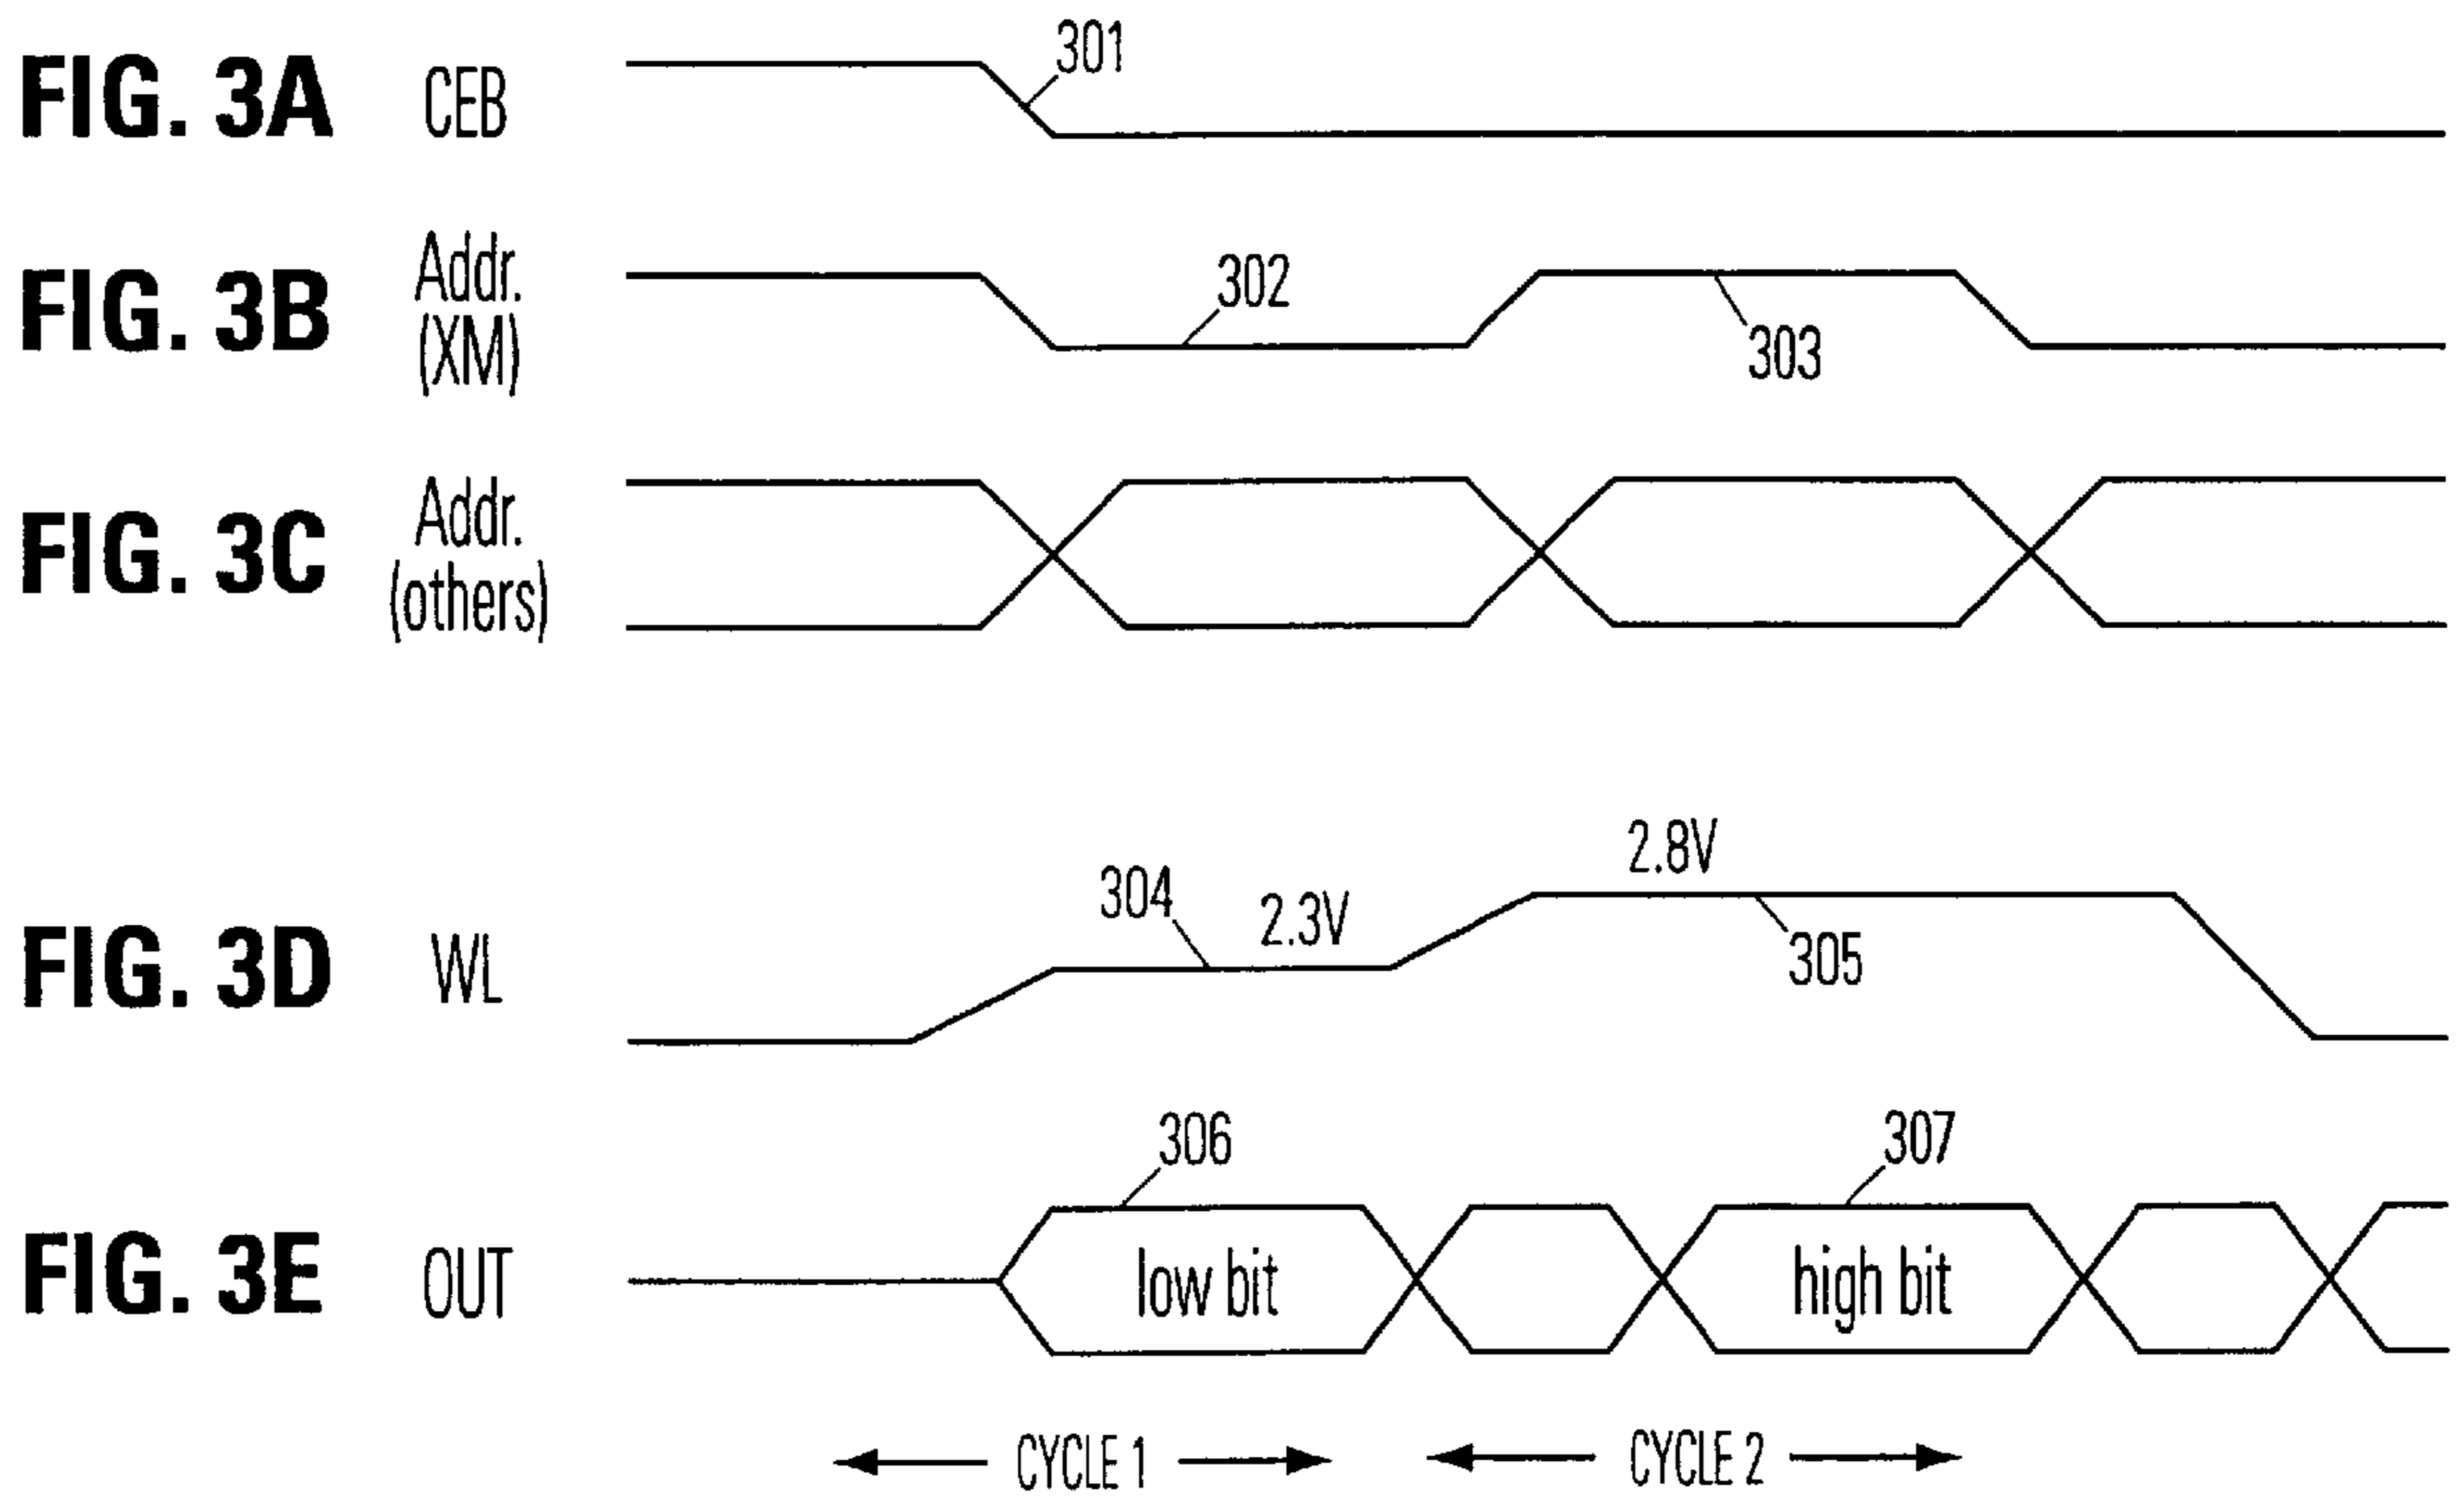 FIG. 3A CEB 301
FIG. 3B Addr. (XM) 302 303
FIG. 3C Addr. (others)
FIG. 3D WL 304 2.3V 2.8V 305
FIG. 3E OUT 306 low bit 307 high bit
CYCLE 1 CYCLE 2